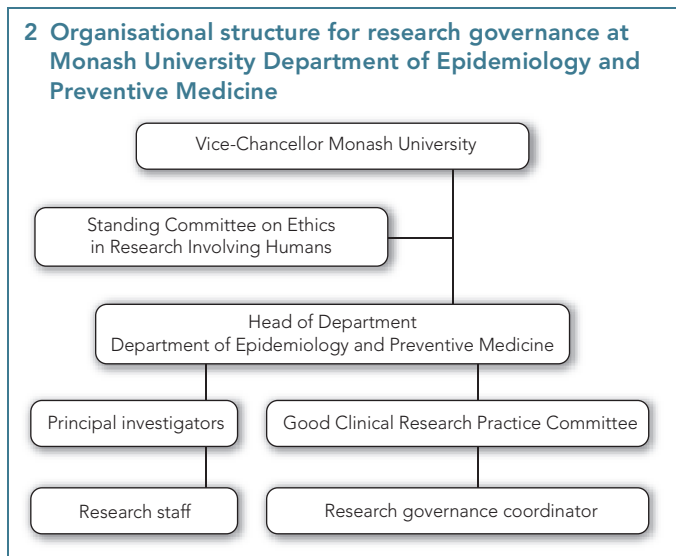 2 Organisational structure for research governance at
Monash University Department of Epidemiology and
Preventive Medicine
Vice-Chancellor Monash University
Standing Committee on Ethics
in Research Involving Humans
Head of Department
Department of Epidemiology and Preventive Medicine
Principal investigators
Good Clinical Research Practice Committee
Research staff
Research governance coordinator